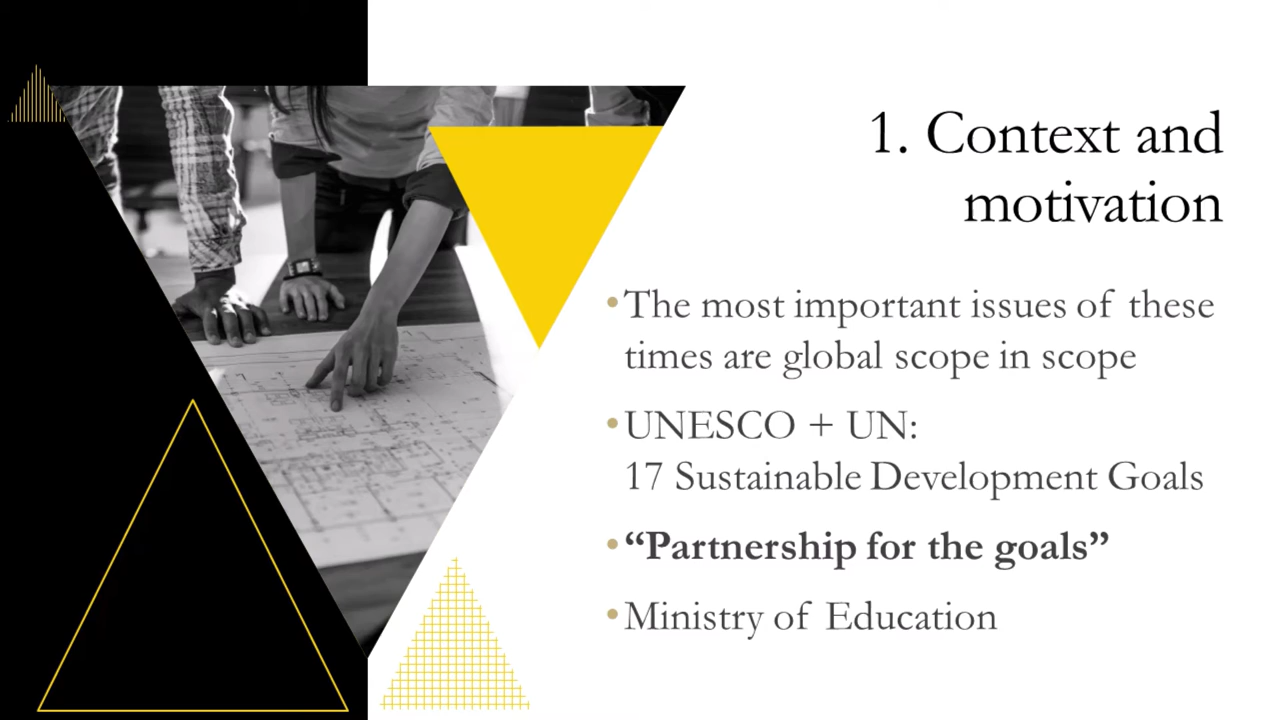 1. Context and
motivation
•The most important issues of these
times are global scope in scope
•UNESCO + UN:
17 Sustainable Development Goals
•“Partnership for the goals”
•Ministry of Education